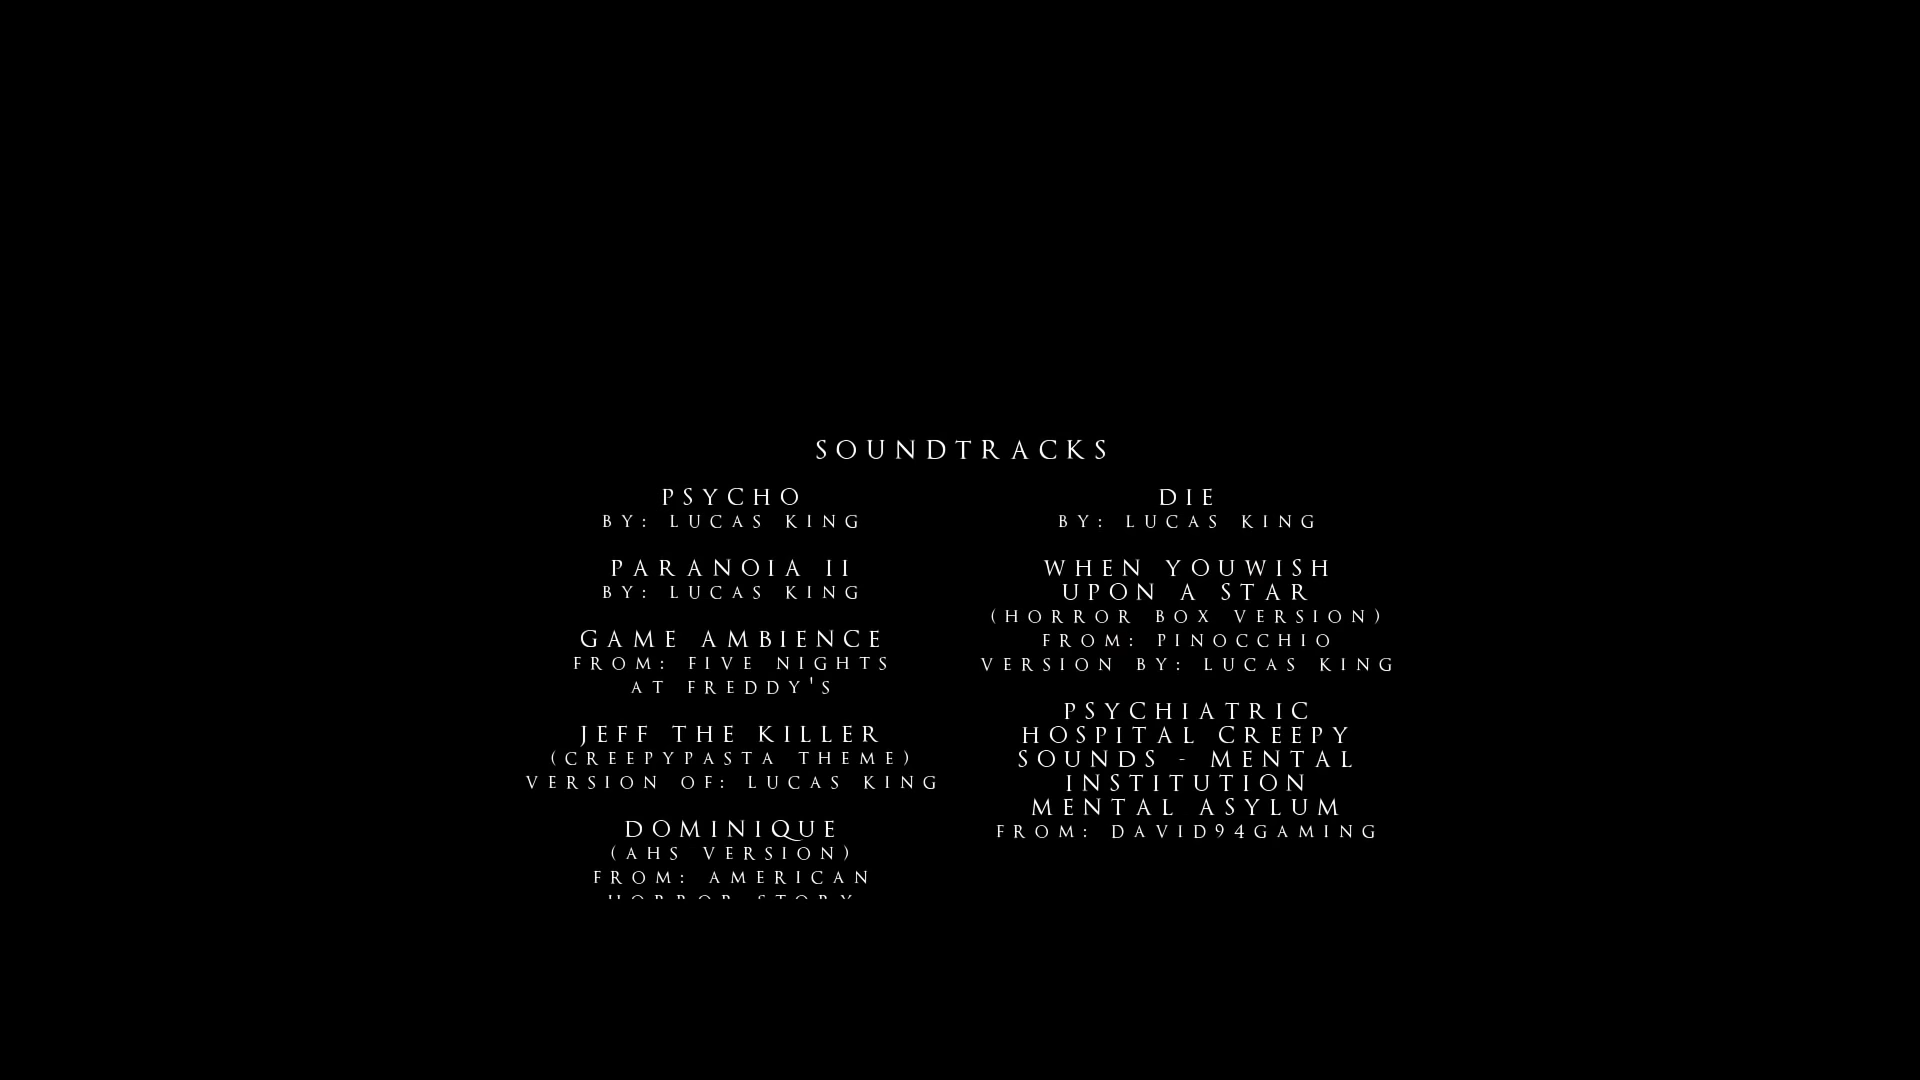 SOUNDTRACKS
PSYCHO
BY: LUCAS KING
PARANOIA II
BY: LUCAS KING
GAME AMBIENCE
FROM: FIVE NIGHTS
AT FREDDY'S
JEFF THE KILLER
(CREEPYPASTA THEME)
VERSION OF: LUCAS KING
DOMINIQUE
(AHS VERSION)
FROM: AMERICAN
HORROR STORY
DIE
BY: LUCAS KING
WHEN YOUWISH
UPON A STAR
(HORROR BOX VERSION)
FROM: PINOCCHIO
VERSION BY: LUCAS KING
PSYCHIATRIC
HOSPITAL CREEPY
SOUNDS - MENTAL
INSTITUTION
MENTAL ASYLUM
FROM: DAVID94GAMING